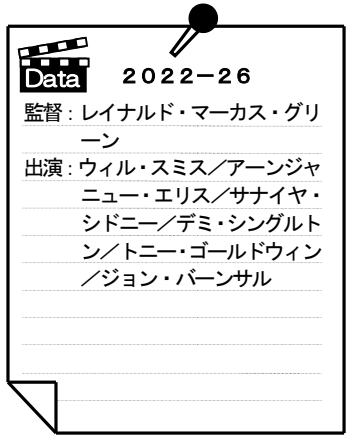 Data ２０２２－２６
監督：レイナルド・マーカス・グリ
ーン
出演：ウィル・スミス／アーンジャ
ニュー・エリス／サナイヤ・
シドニー／デミ・シングルト
ン／トニー・ゴールドウィン
／ジョン・バーンサル